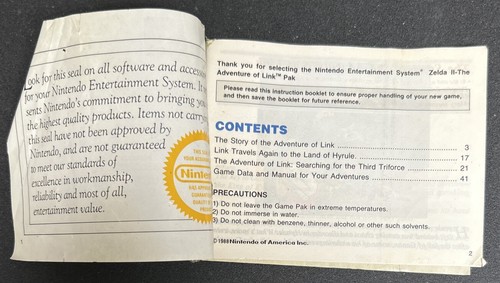 Look for this seal on all software and
for your Nintendo Entertainment System. It
sents Nintendo's commitment to bringing
the highest quality products. Items not
this seal have not been approved by
Nintendo, and are not guaranteed
to meet our standards of
excellence in workmanship,
reliability and most of all,
entertainment value.
Thank you for selecting the Nintendo Entertainment System® Zelda II-The
Adventure of Link™ Pak
Please read this instruction booklet to ensure proper handling of your new game,
and then save the booklet for future reference.
CONTENTS
The Story of the Adventure of Link 3
Link Travels Again to the Land of Hyrule. 17
The Adventure of Link: Searching for the Third Triforce 21
Game Data and Manual for Your Adventures 41
PRECAUTIONS
1) Do not leave the Game Pak in extreme temperatures.
2) Do not immerse in water.
3) Do not clean with benzene, thinner, alcohol or other such solvents.
©1988 Nintendo of America Inc.
2